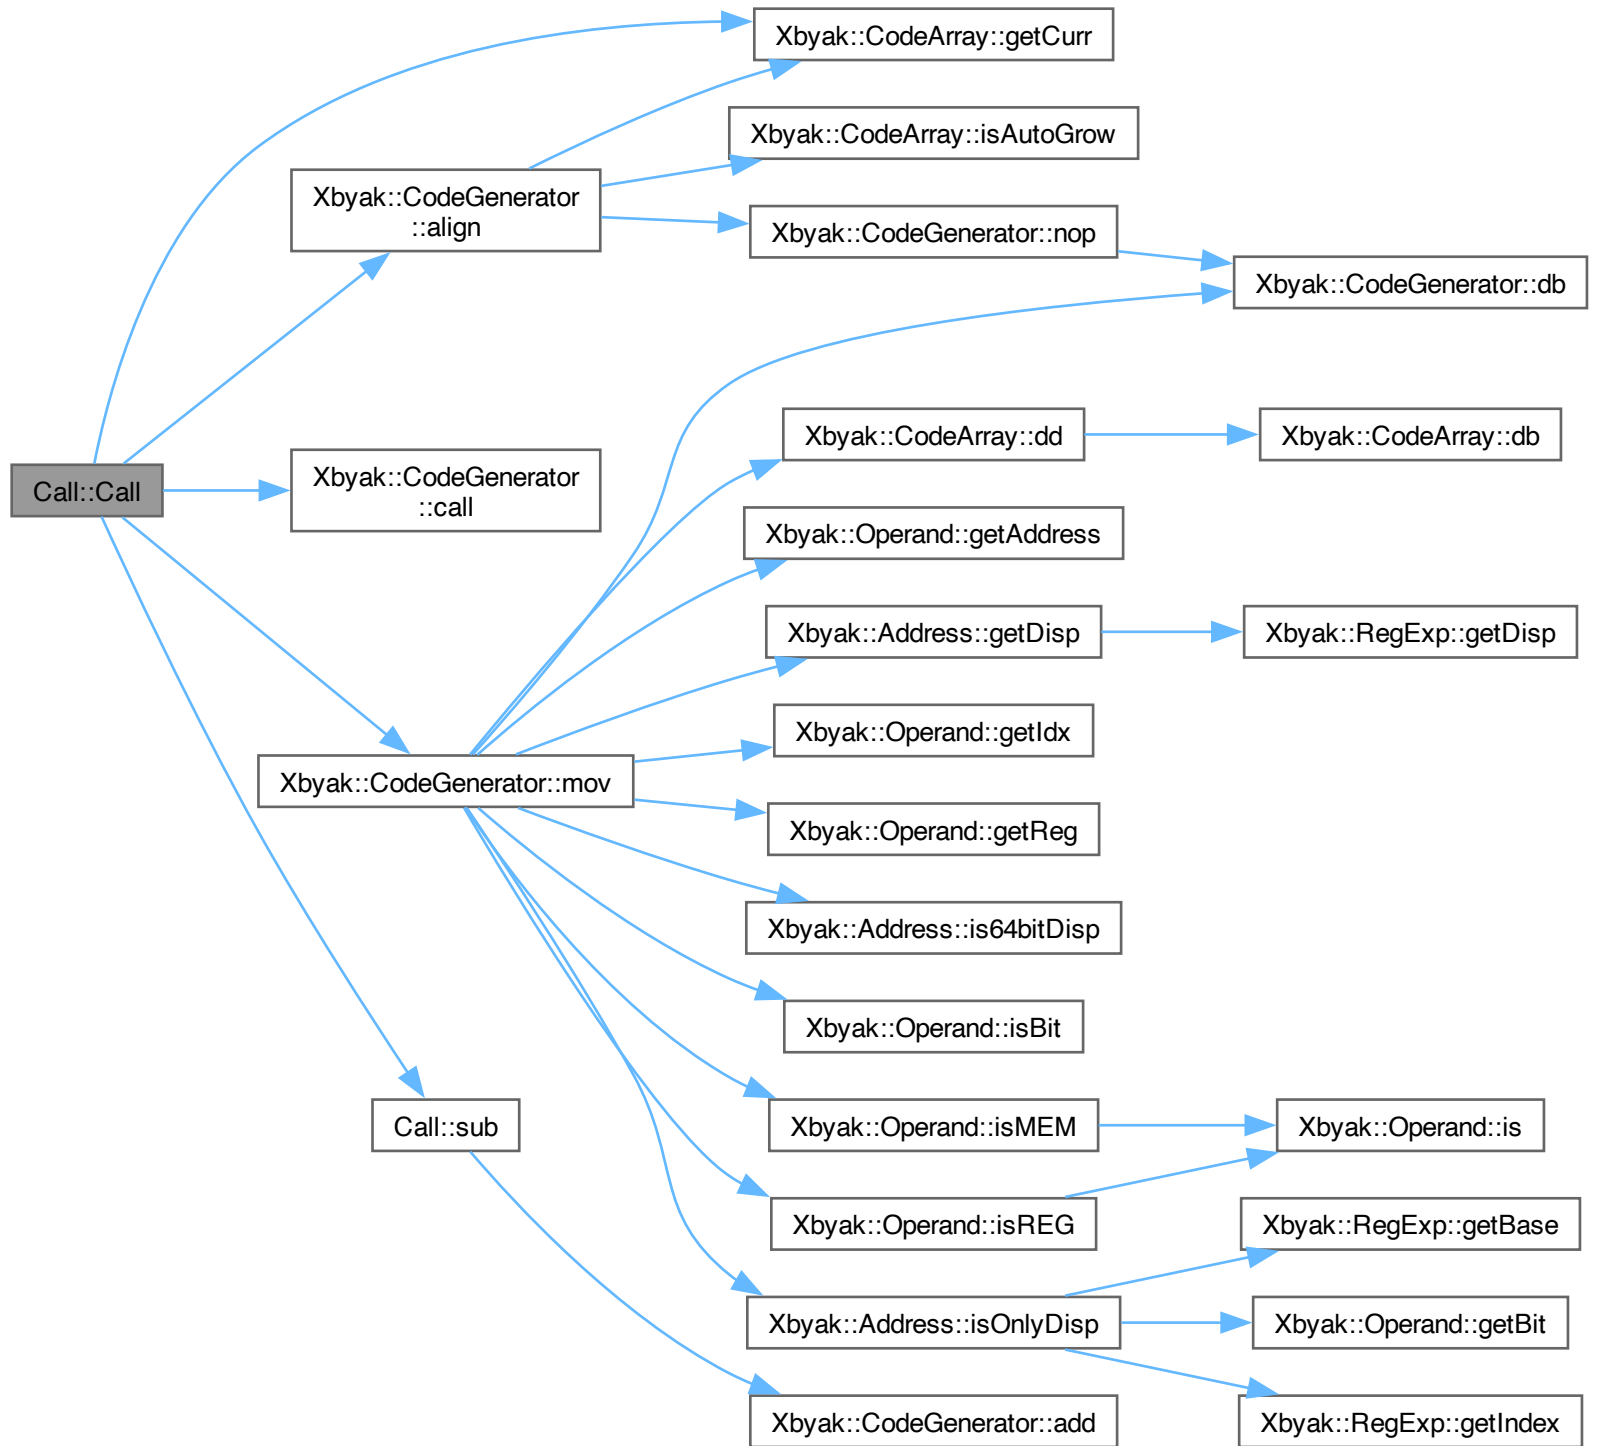 Xbyak::CodeArray::getCurr
Xbyak::CodeArray::isAutoGrow
Xbyak::CodeGenerator
::align
Xbyak::CodeGenerator::nop
Xbyak::CodeGenerator::db
Xbyak::CodeArray::dd
Xbyak::CodeArray::db
Call::Call
Xbyak::CodeGenerator
::call
Xbyak::Operand::getAddress
Xbyak::Address::getDisp
Xbyak::RegExp::getDisp
Xbyak::Operand::getIdx
Xbyak::CodeGenerator::mov
Xbyak::Operand::getReg
Xbyak::Address::is64bitDisp
Xbyak::Operand::isBit
Call::sub
Xbyak::Operand::isMEM
Xbyak::Operand::is
Xbyak::Operand::isREG
Xbyak::RegExp::getBase
Xbyak::Address::isOnlyDisp
Xbyak::Operand::getBit
Xbyak::CodeGenerator::add
Xbyak::RegExp::getIndex